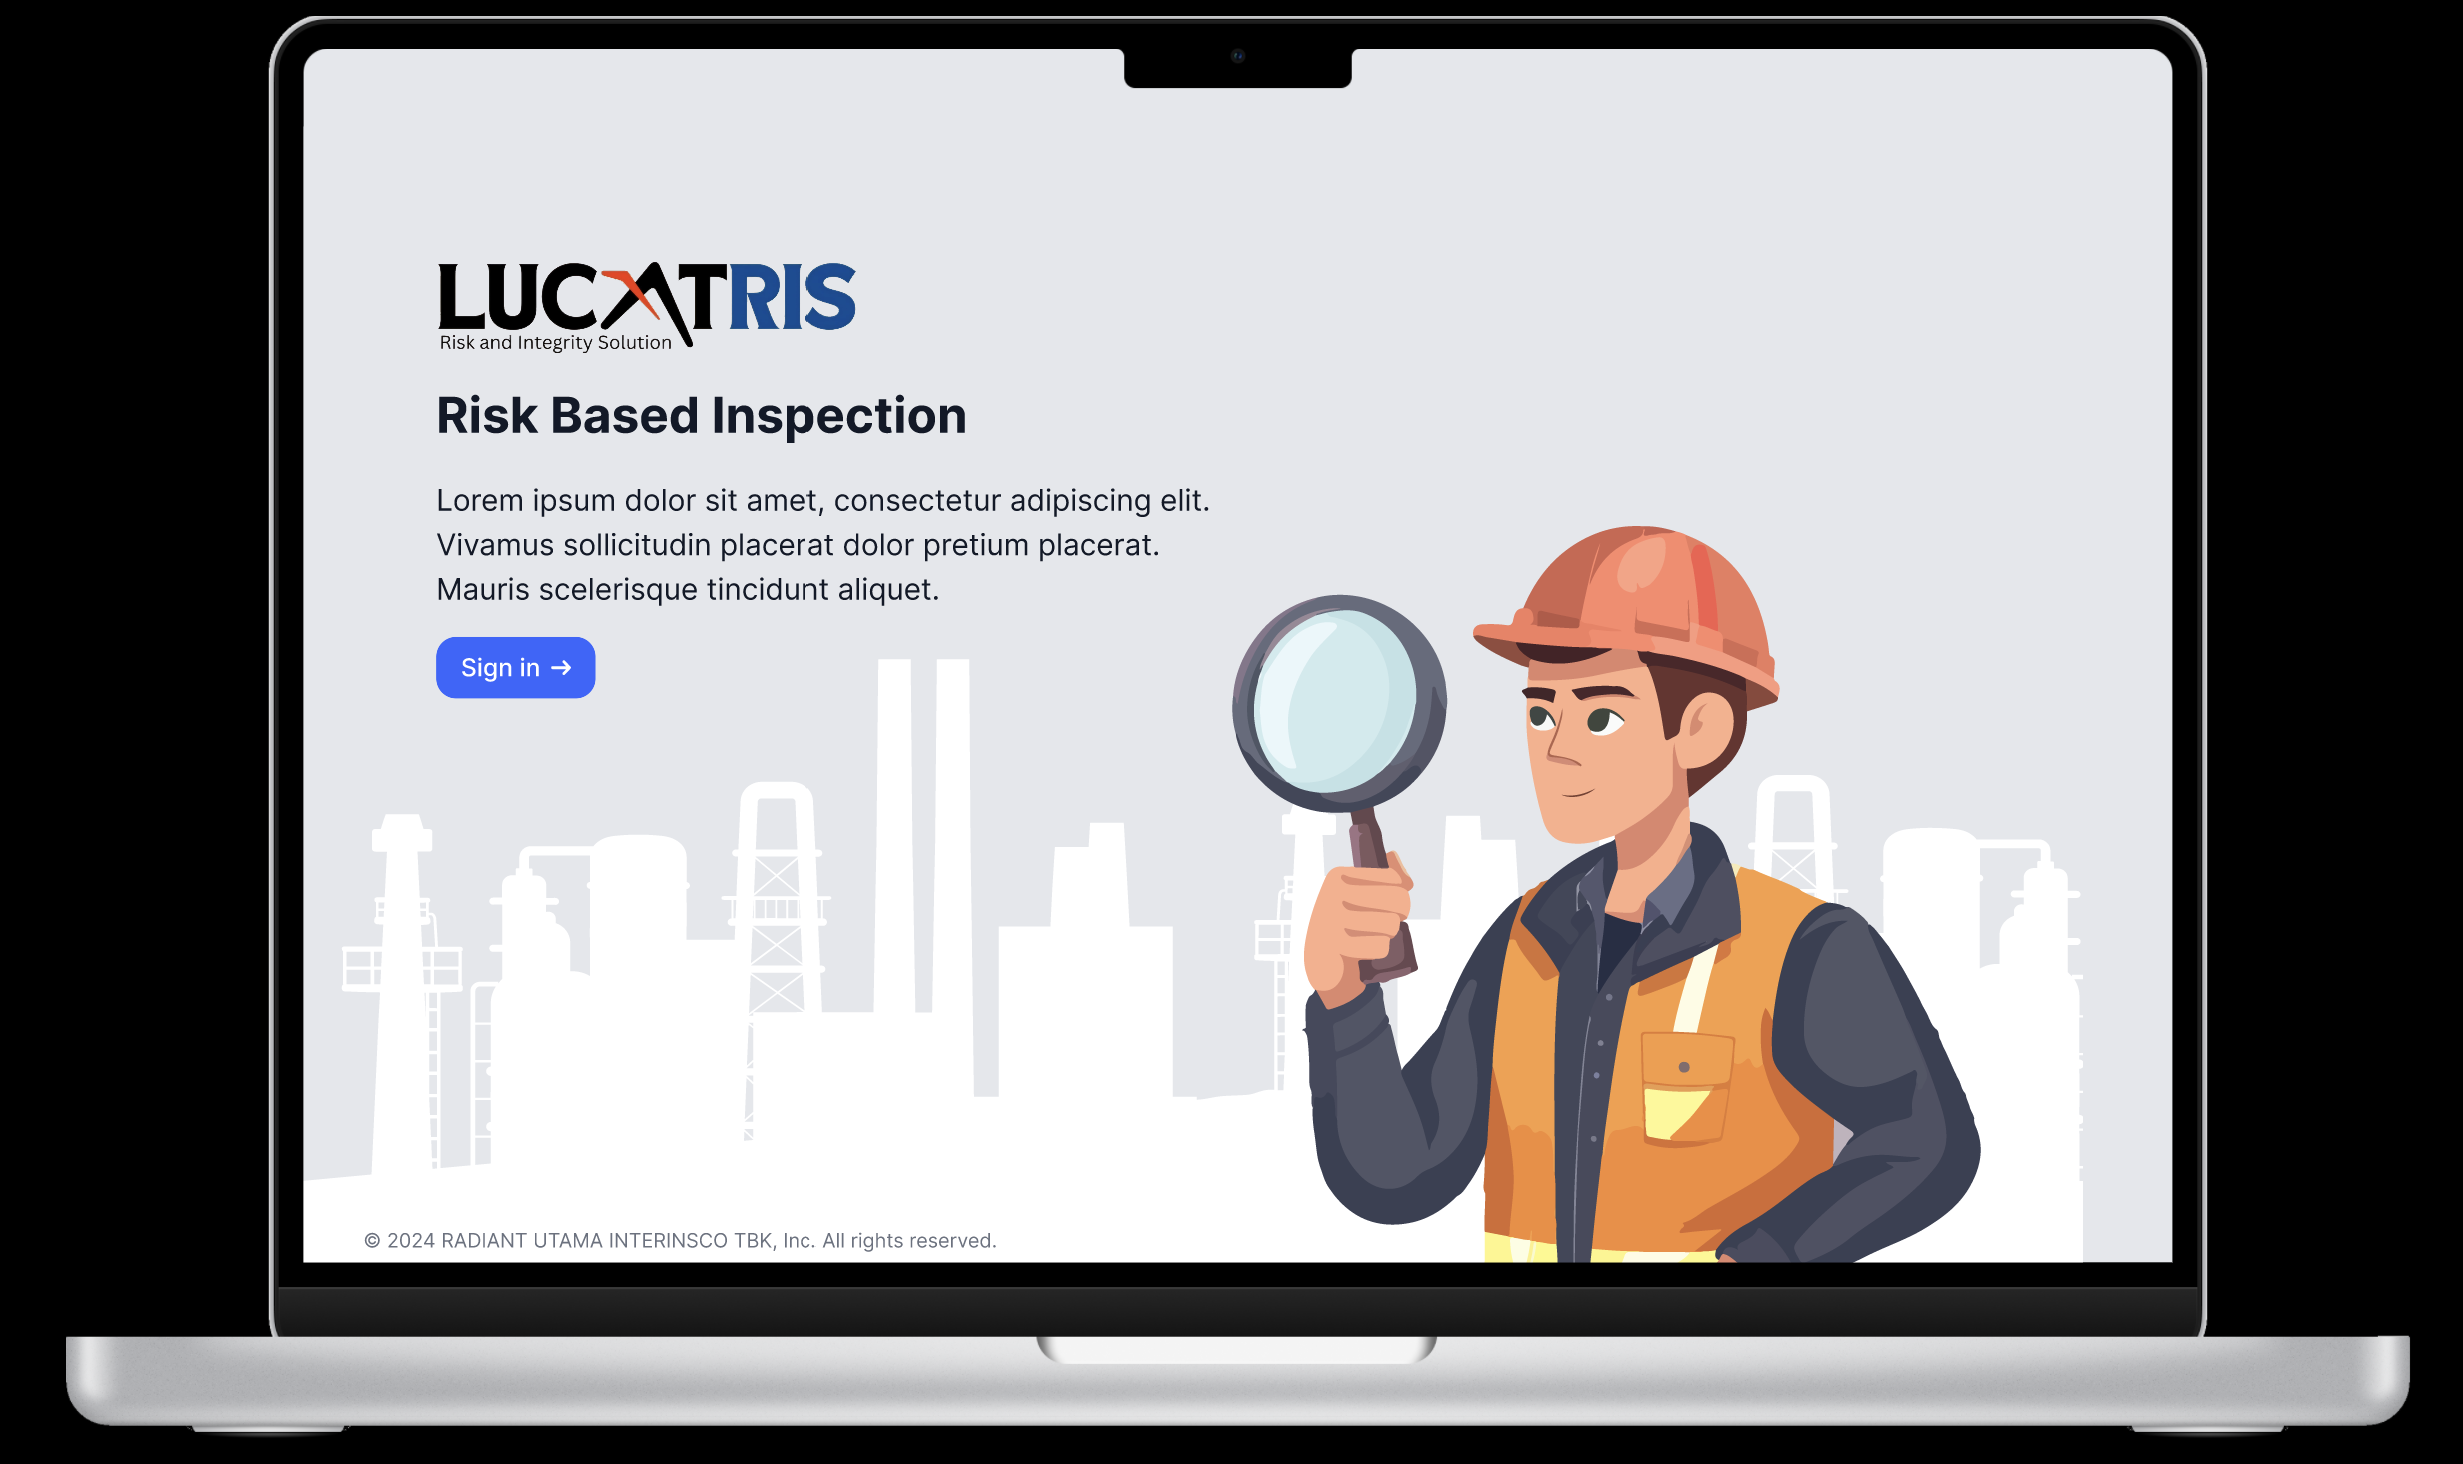 LUCATRIS
Risk and Integrity Solution
Risk Based Inspection
Lorem ipsum dolor sit amet, consectetur adipiscing elit.
Vivamus sollicitudin placerat dolor pretium placerat.
Mauris scelerisque tincidunt aliquet.
Sign in →
© 2024 RADIANT UTAMA INTERINSCO TBK, Inc. All rights reserved.